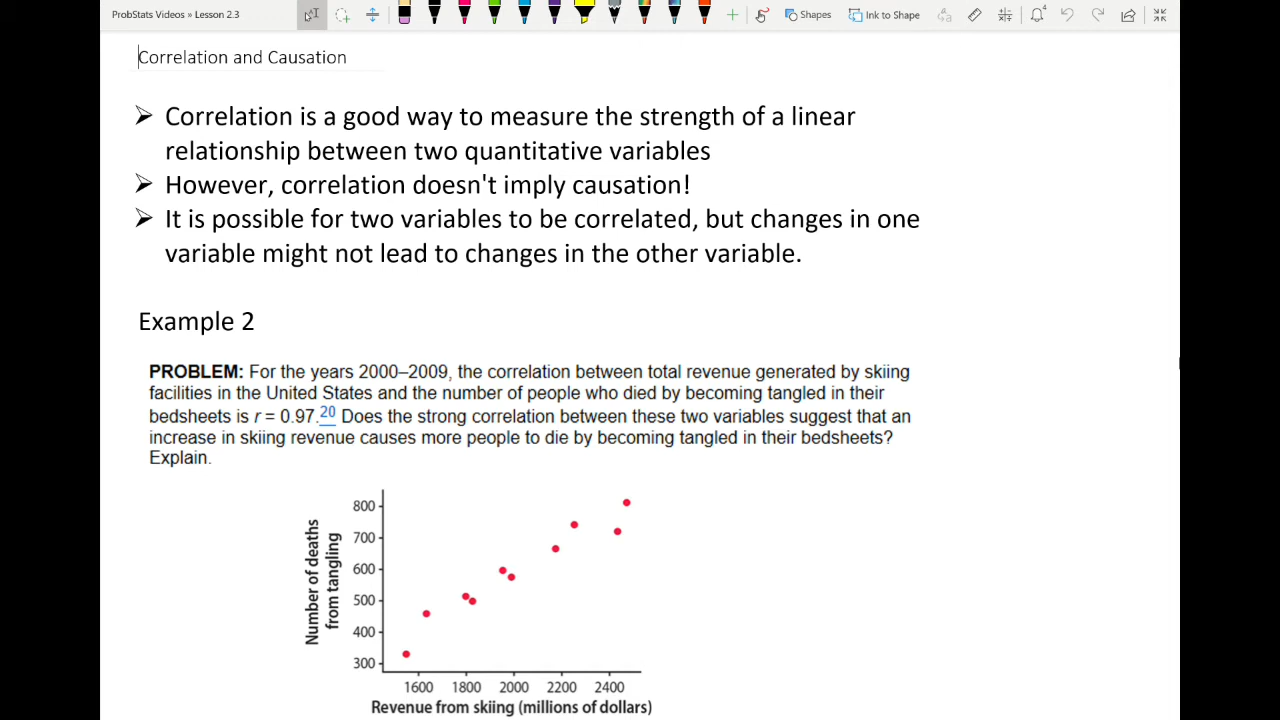 ProbStats Videos » Lesson 2.3
Shapes
Ink to Shape
Correlation and Causation
Correlation is a good way to measure the strength of a linear
relationship between two quantitative variables
However, correlation doesn't imply causation!
It is possible for two variables to be correlated, but changes in one
variable might not lead to changes in the other variable.
Example 2
PROBLEM: For the years 2000–2009, the correlation between total revenue generated by skiing
facilities in the United States and the number of people who died by becoming tangled in their
bedsheets is r = 0.97.20 Does the strong correlation between these two variables suggest that an
increase in skiing revenue causes more people to die by becoming tangled in their bedsheets?
Explain.
Number of deaths
from tangling
800
700
600
500
400
300
1600 1800 2000 2200 2400
Revenue from skiing (millions of dollars)